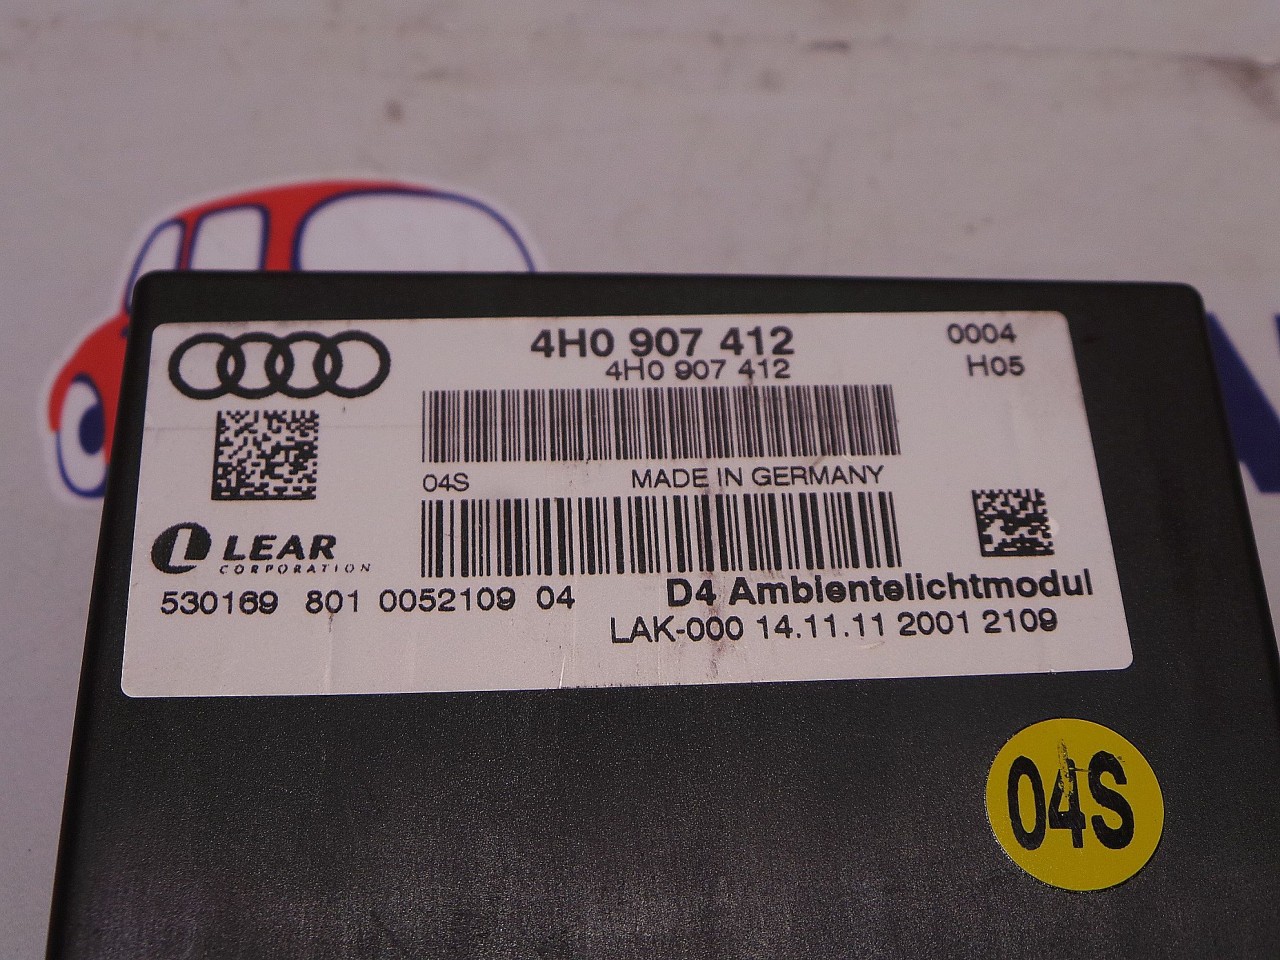 4H0 907 412
0004
4H0 907 412
H05
04S
MADE IN GERMANY
LEAR
CORPORATION
530169 801 0052109 04
D4 Ambientelichtmodul
LAK-000 14.11.11 2001 2109
04S